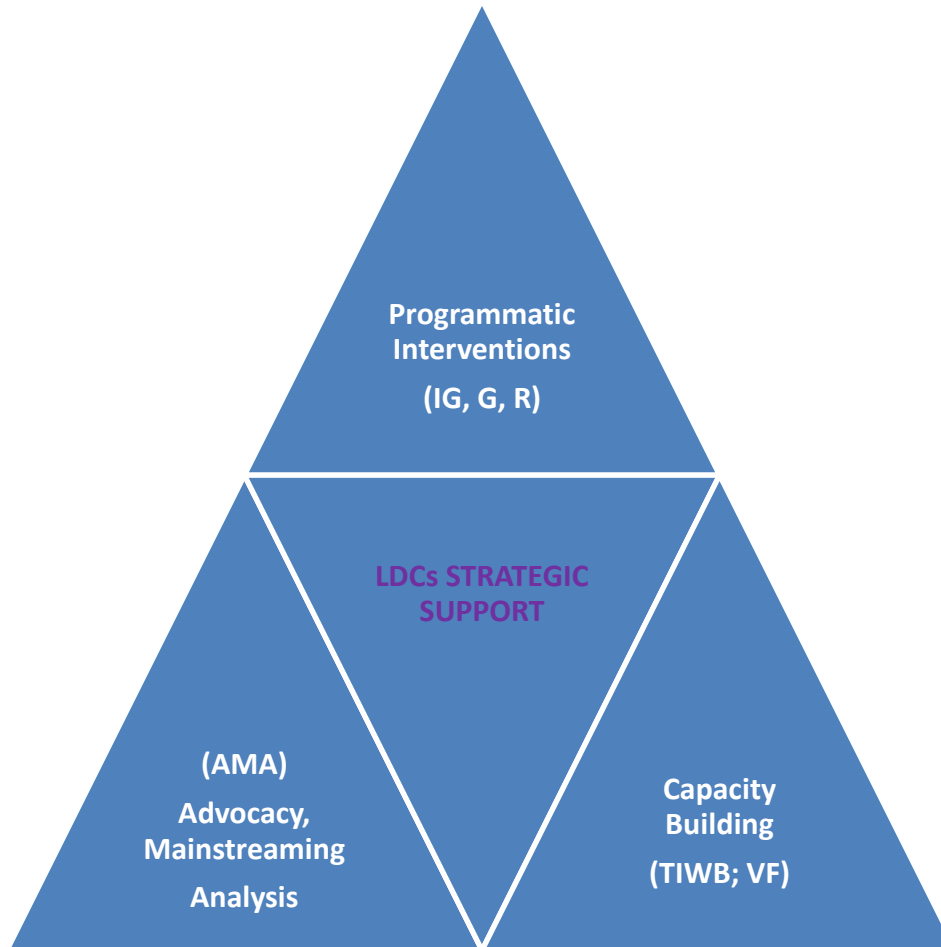 Programmatic
Interventions
(IG, G, R)
LDCs STRATEGIC
SUPPORT
(AMA)
Advocacy,
Mainstreaming
Analysis
Capacity
Building
(TIWB; VF)